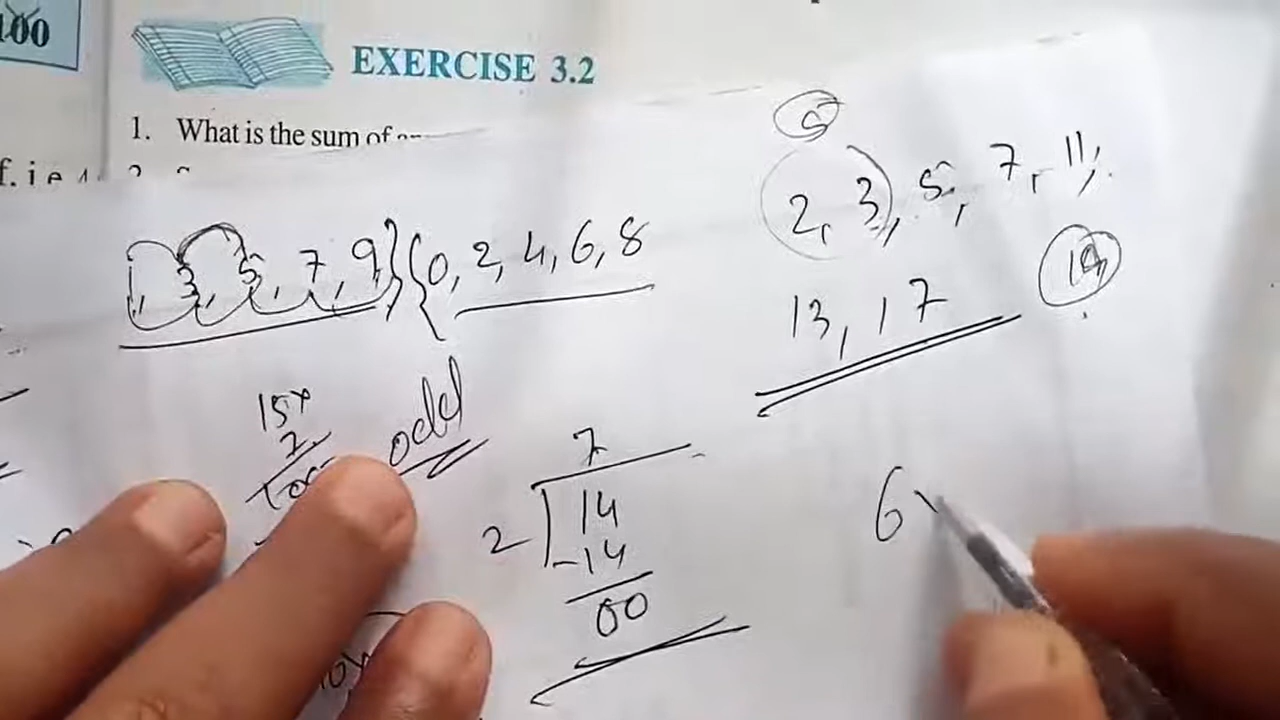 100
EXERCISE 3.2
1. What is the sum of
f. i.e.
5
2, 3, 5, 7, 11,
1, 3, 5, 7, 9,} {0, 2, 4, 6, 8
13, 17
19
15
2
odd
7
2 14
-14
00
6